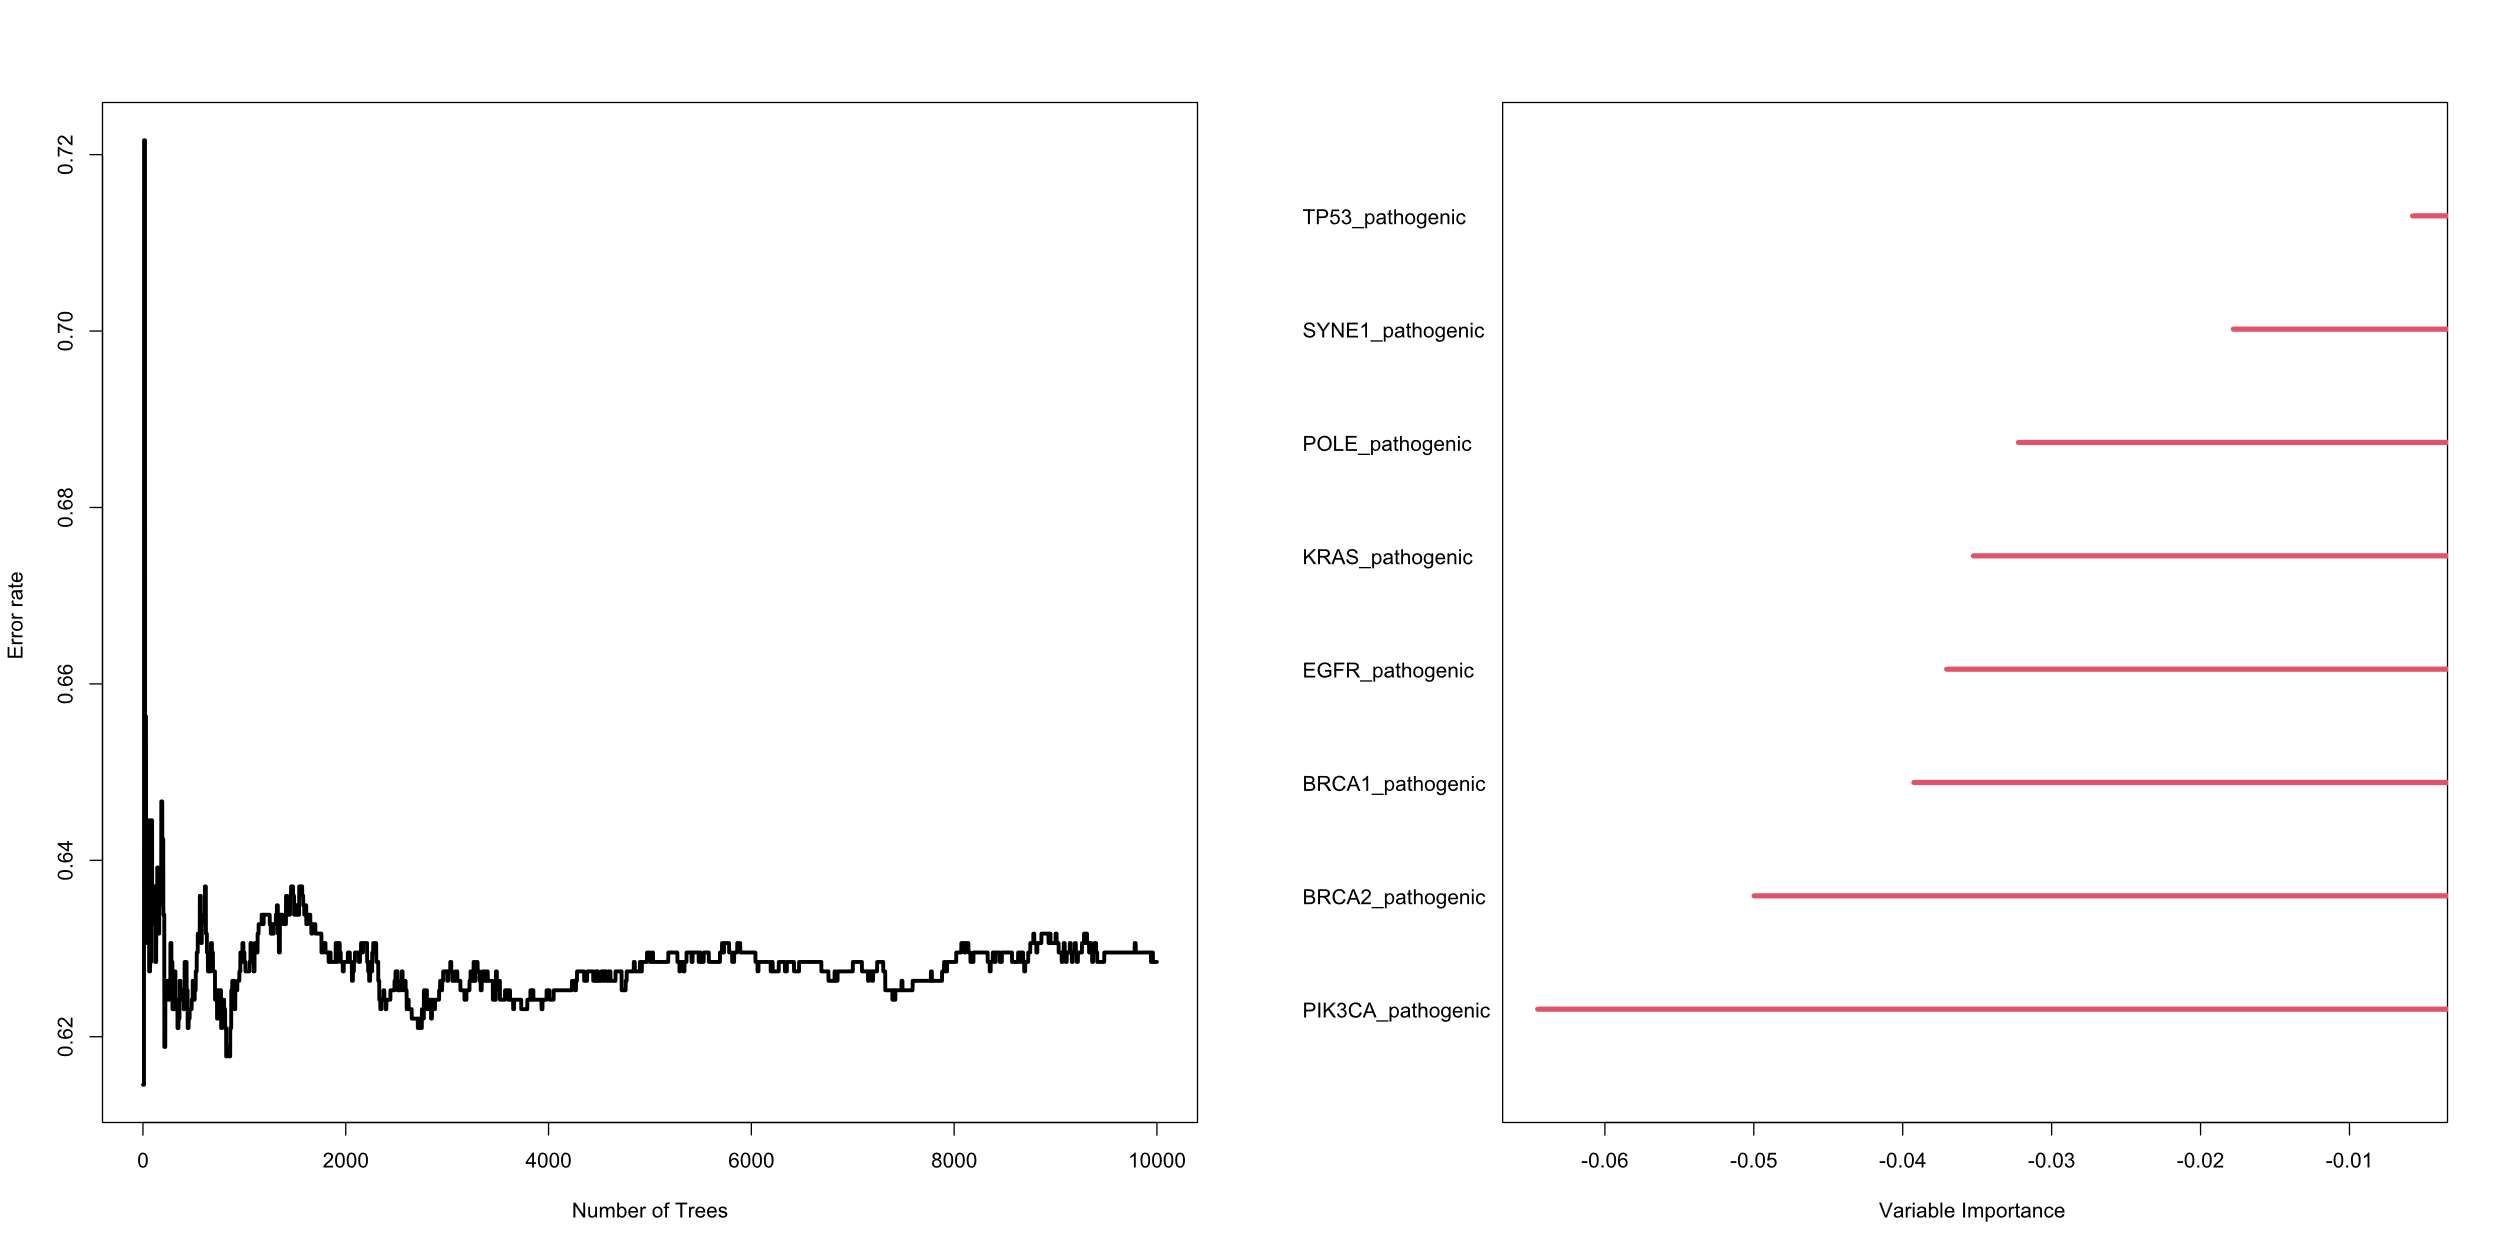 Error rate
0.72
0.70
0.68
0.66
0.64
0.62
0 2000 4000 6000 8000 10000
Number of Trees
TP53_pathogenic
SYNE1_pathogenic
POLE_pathogenic
KRAS_pathogenic
EGFR_pathogenic
BRCA1_pathogenic
BRCA2_pathogenic
PIK3CA_pathogenic
-0.06 -0.05 -0.04 -0.03 -0.02 -0.01
Variable Importance